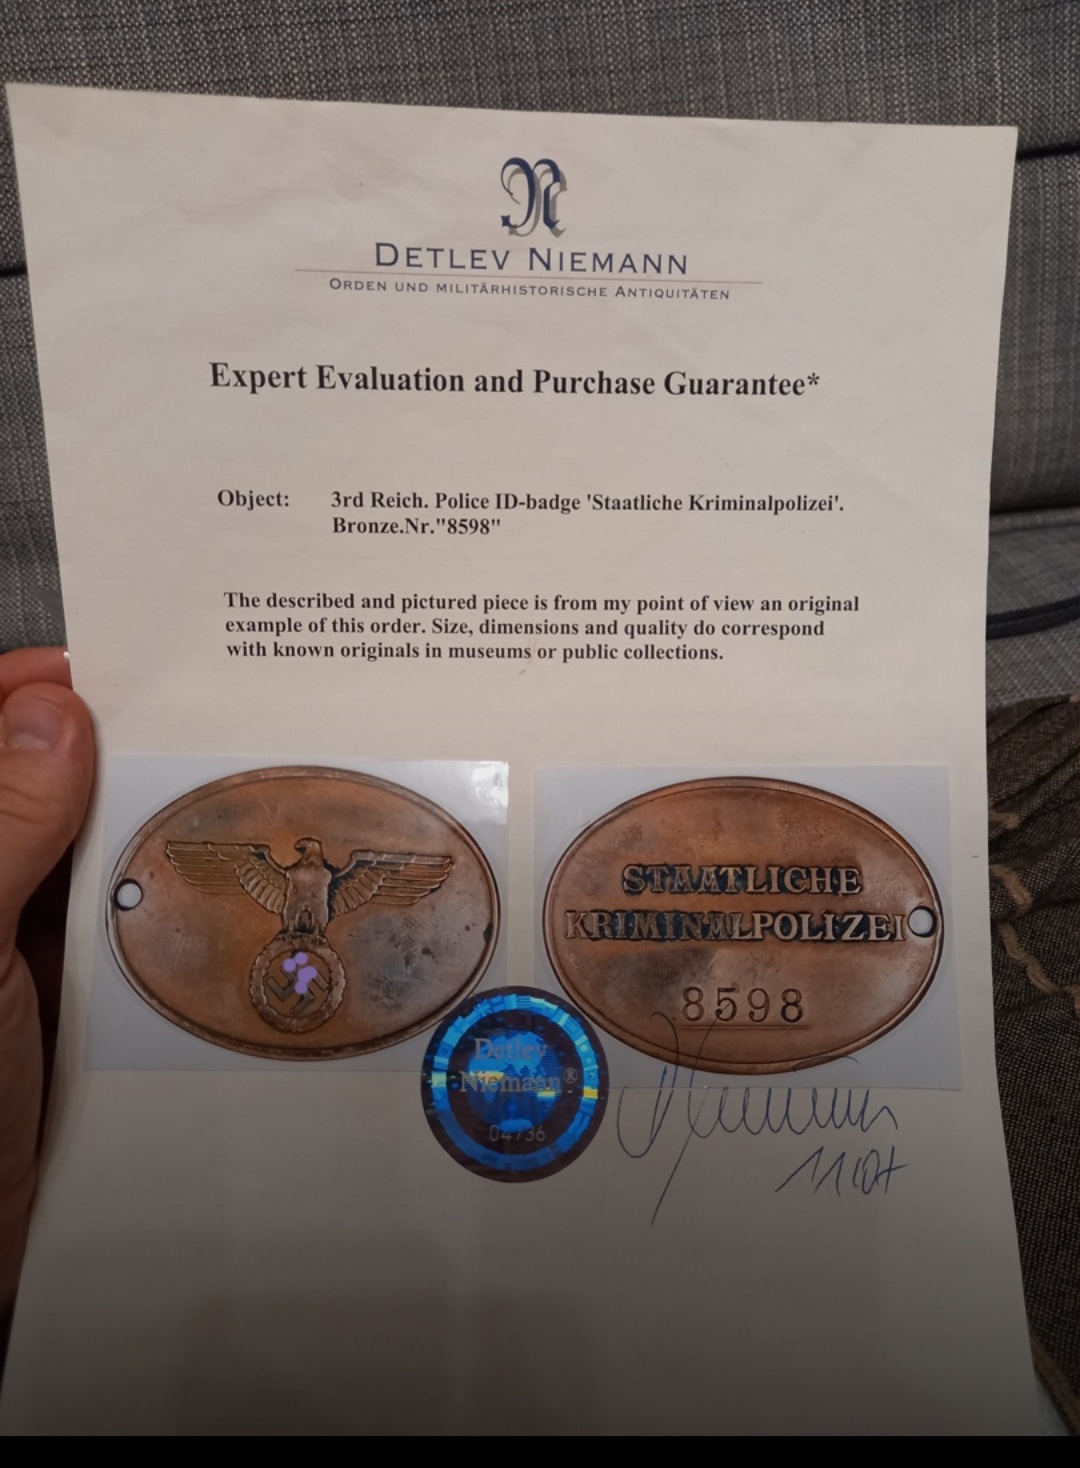 DETLEV NIEMANN
ORDEN UND MILITÄRHISTORISCHE ANTIQUITÄTEN
Expert Evaluation and Purchase Guarantee*
Object: 3rd Reich. Police ID-badge 'Staatliche Kriminalpolizei'.
Bronze.Nr."8598"
The described and pictured piece is from my point of view an original
example of this order. Size, dimensions and quality do correspond
with known originals in museums or public collections.
STAATLICHE
KRIMINALPOLIZEI
8598
Detlev
Niemann®
04736
Niemann